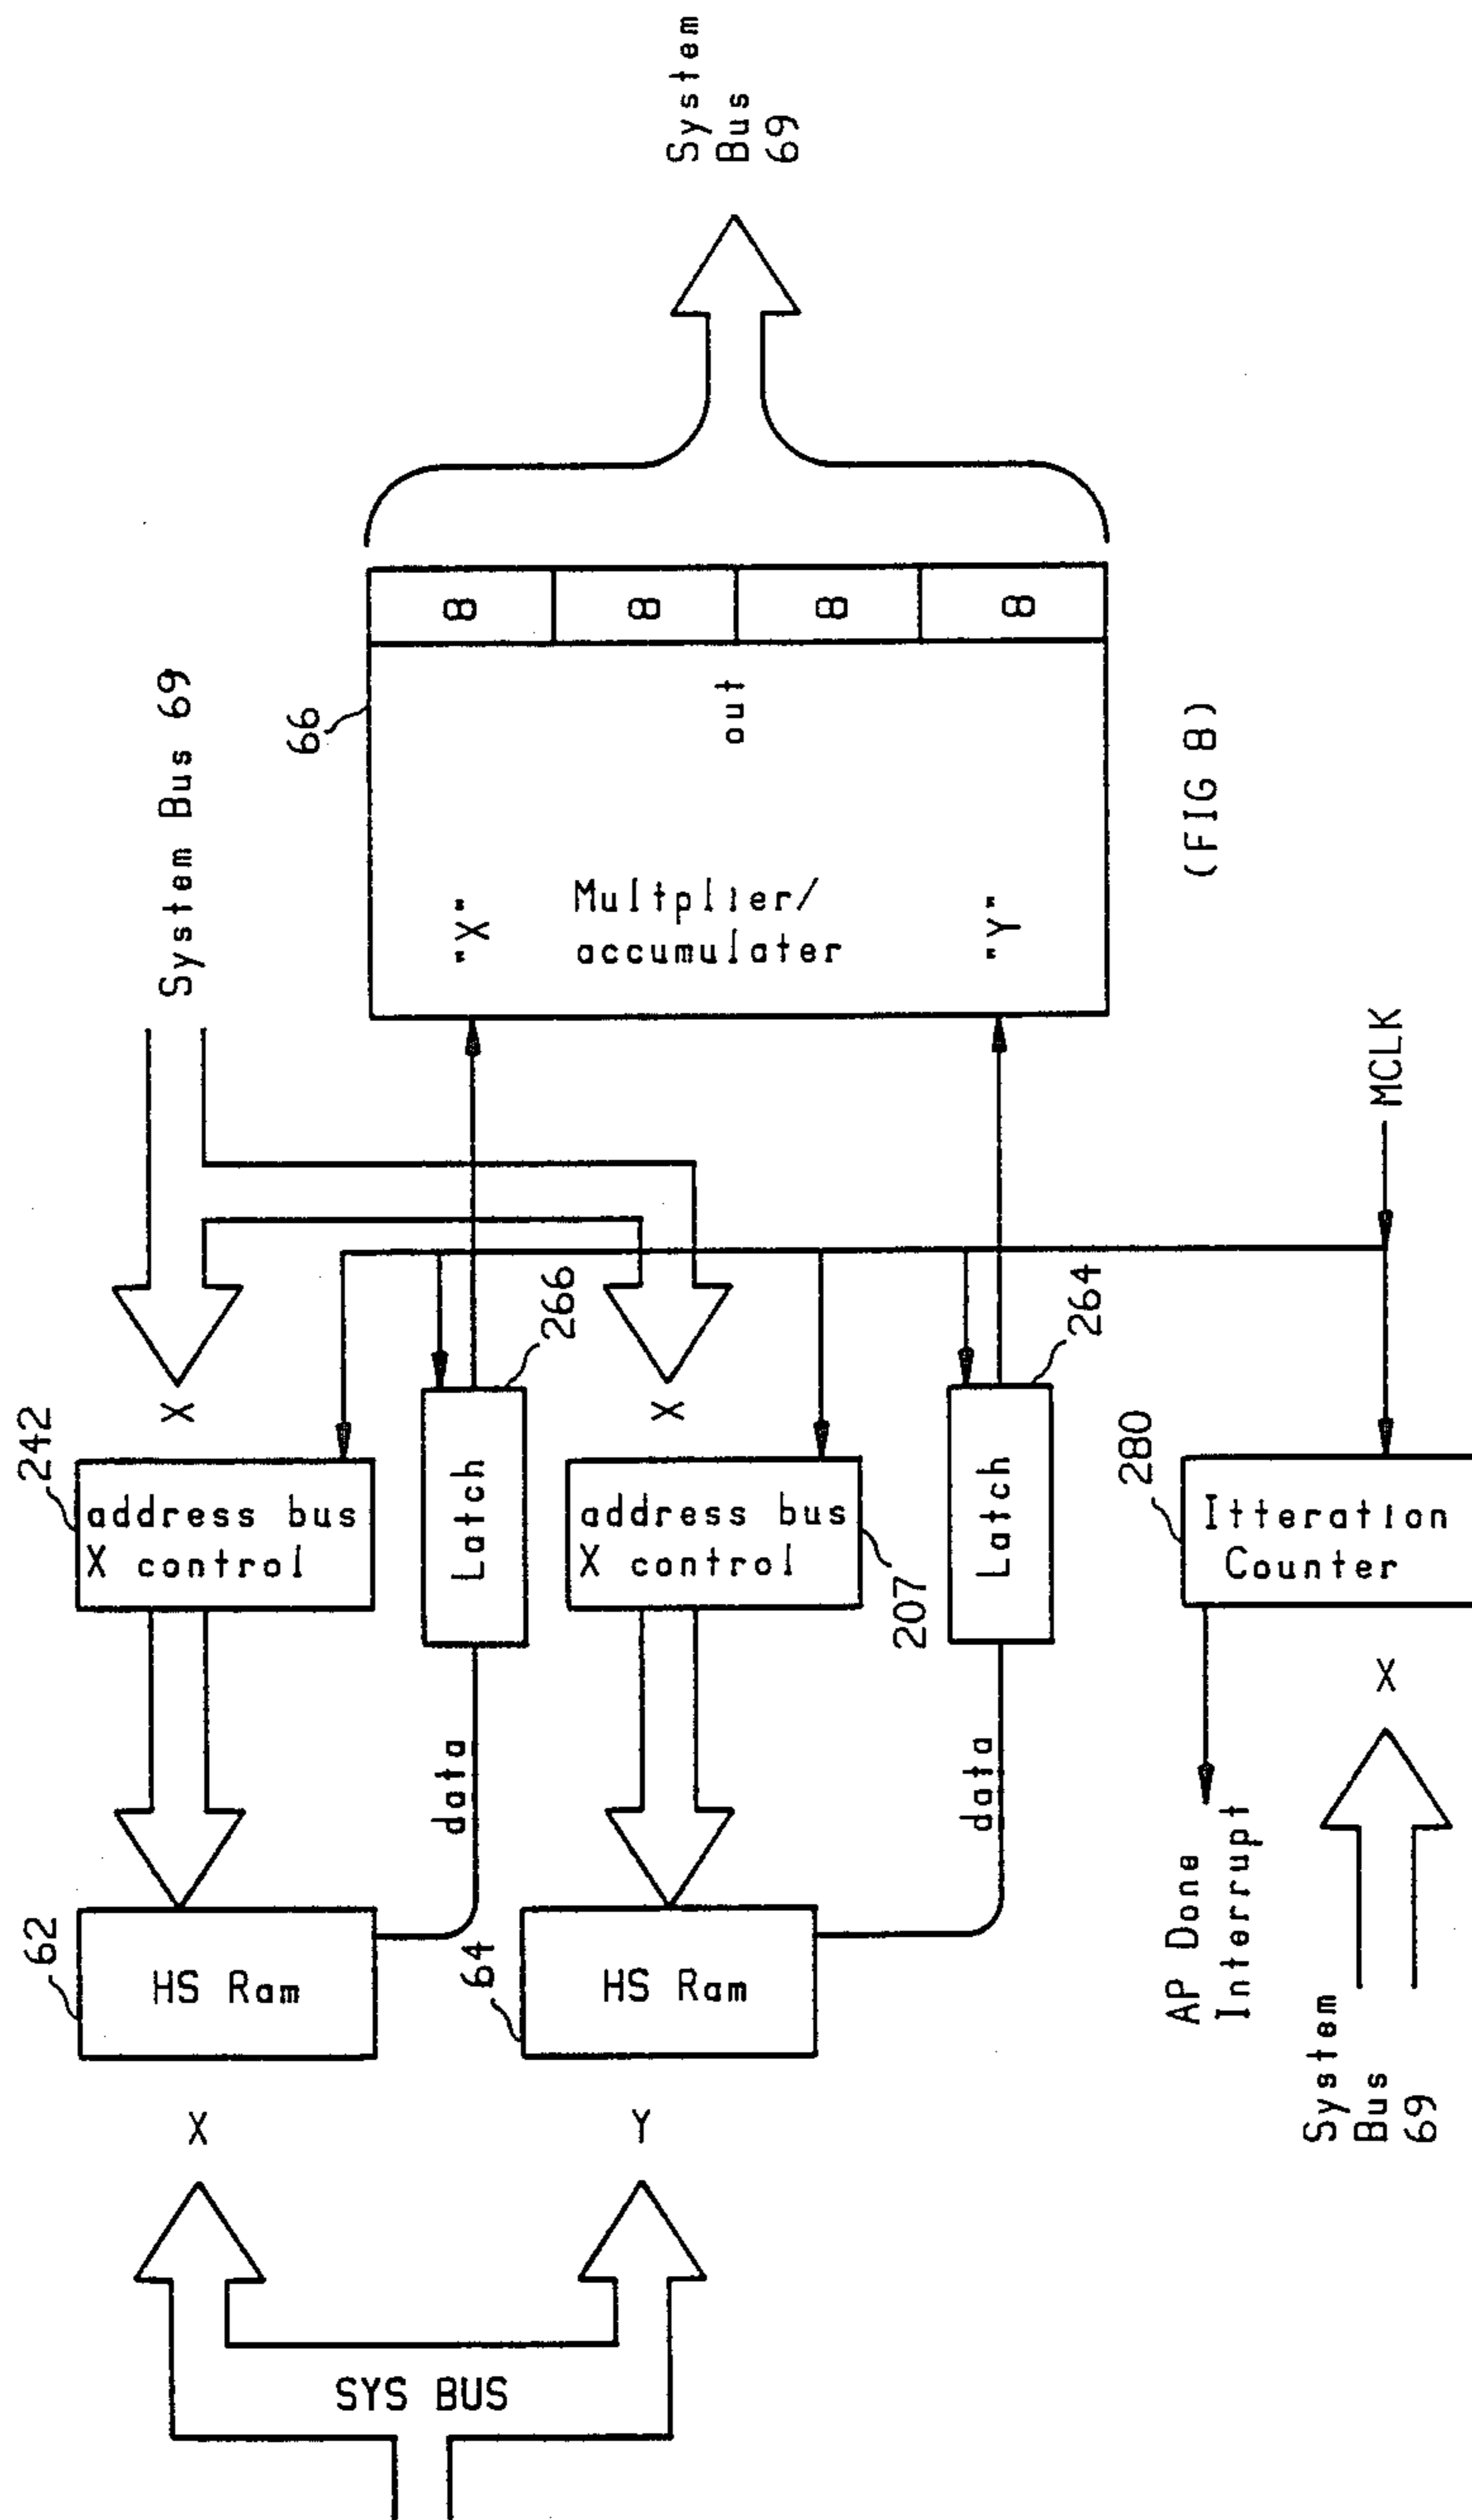 System
Bus
69
System Bus 69
66
8
8
8
8
out
"X"
Multplier/
accumulater
"Y"
(FIG 8)
MCLK
242
X
address bus
X control
266
Latch
X
address bus
X control
207
264
Latch
280
Itteration
Counter
data
data
X
AP Done
Interrupt
System
Bus
69
62
HS Ram
64
HS Ram
X
Y
SYS BUS